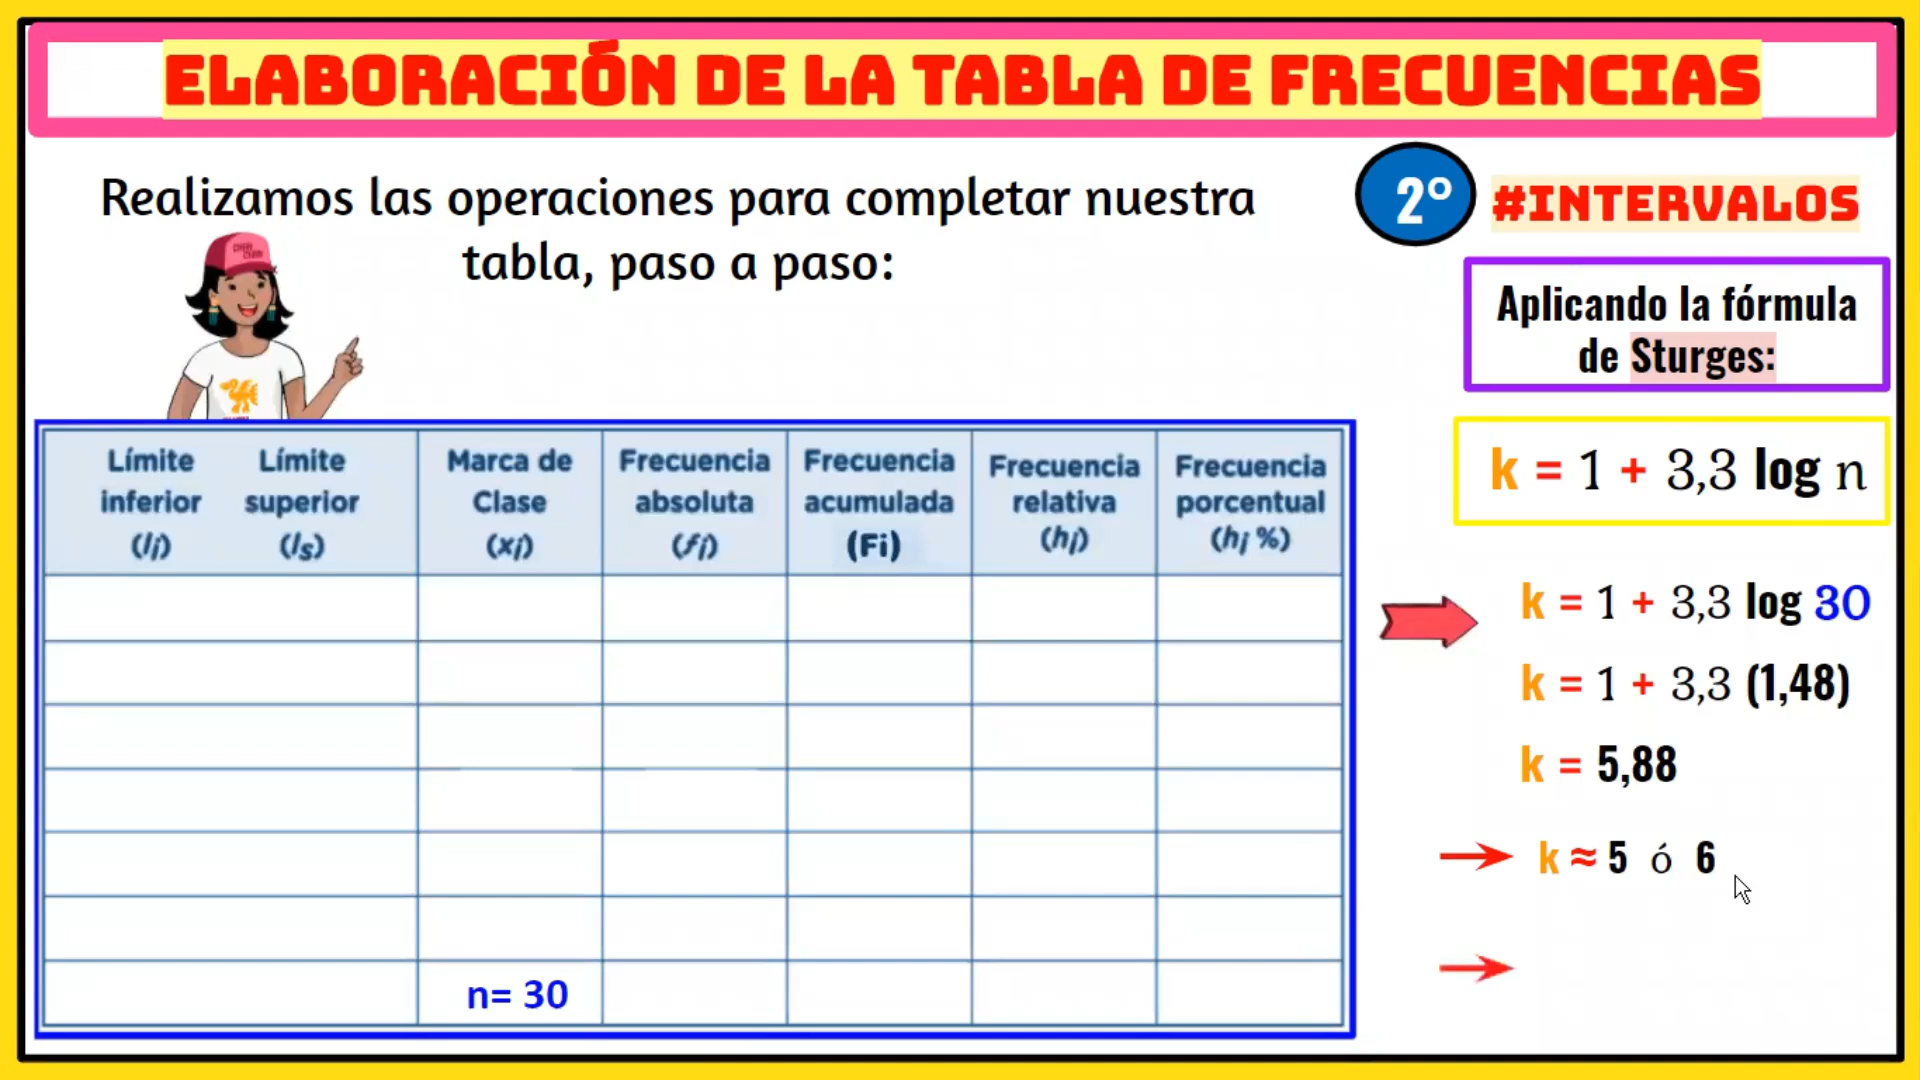 ELABORACIÓN DE LA TABLA DE FRECUENCIAS
Realizamos las operaciones para completar nuestra
tabla, paso a paso:
2° #INTERVALOS
Aplicando la fórmula
de Sturges:
k = 1 + 3,3 log n
Límite inferior (li)
Límite superior (ls)
Marca de Clase (xi)
Frecuencia absoluta (fi)
Frecuencia acumulada (Fi)
Frecuencia relativa (hi)
Frecuencia porcentual (hi %)
n= 30
k = 1 + 3,3 log 30
k = 1 + 3,3 (1,48)
k = 5,88
k ≈ 5 ó 6